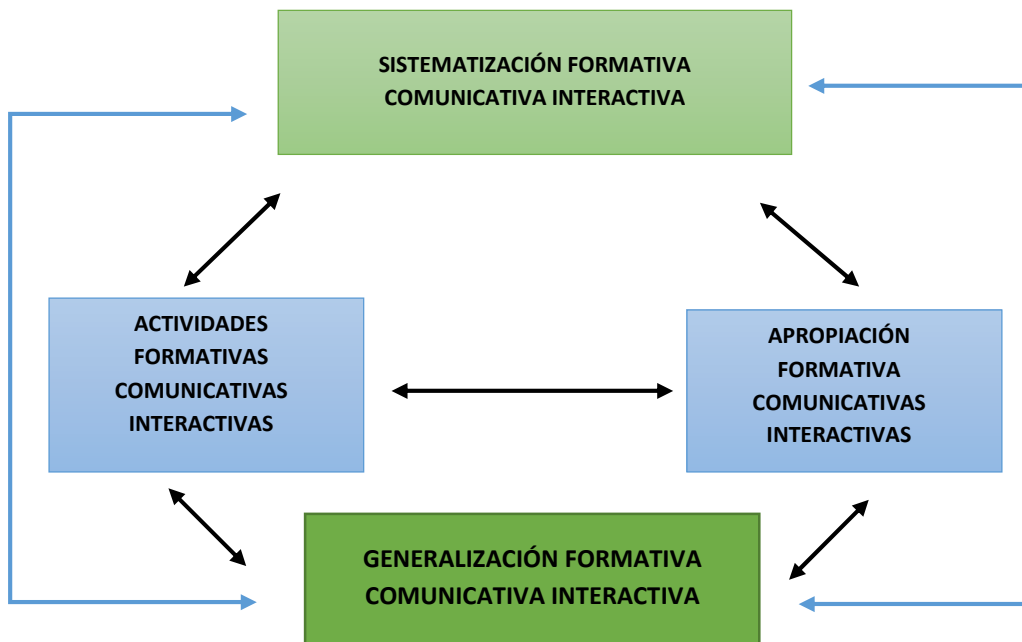 SISTEMATIZACIÓN FORMATIVA
COMUNICATIVA INTERACTIVA
ACTIVIDADES
FORMATIVAS
COMUNICATIVAS
INTERACTIVAS
APROPIACIÓN
FORMATIVA
COMUNICATIVAS
INTERACTIVAS
GENERALIZACIÓN FORMATIVA
COMUNICATIVA INTERACTIVA